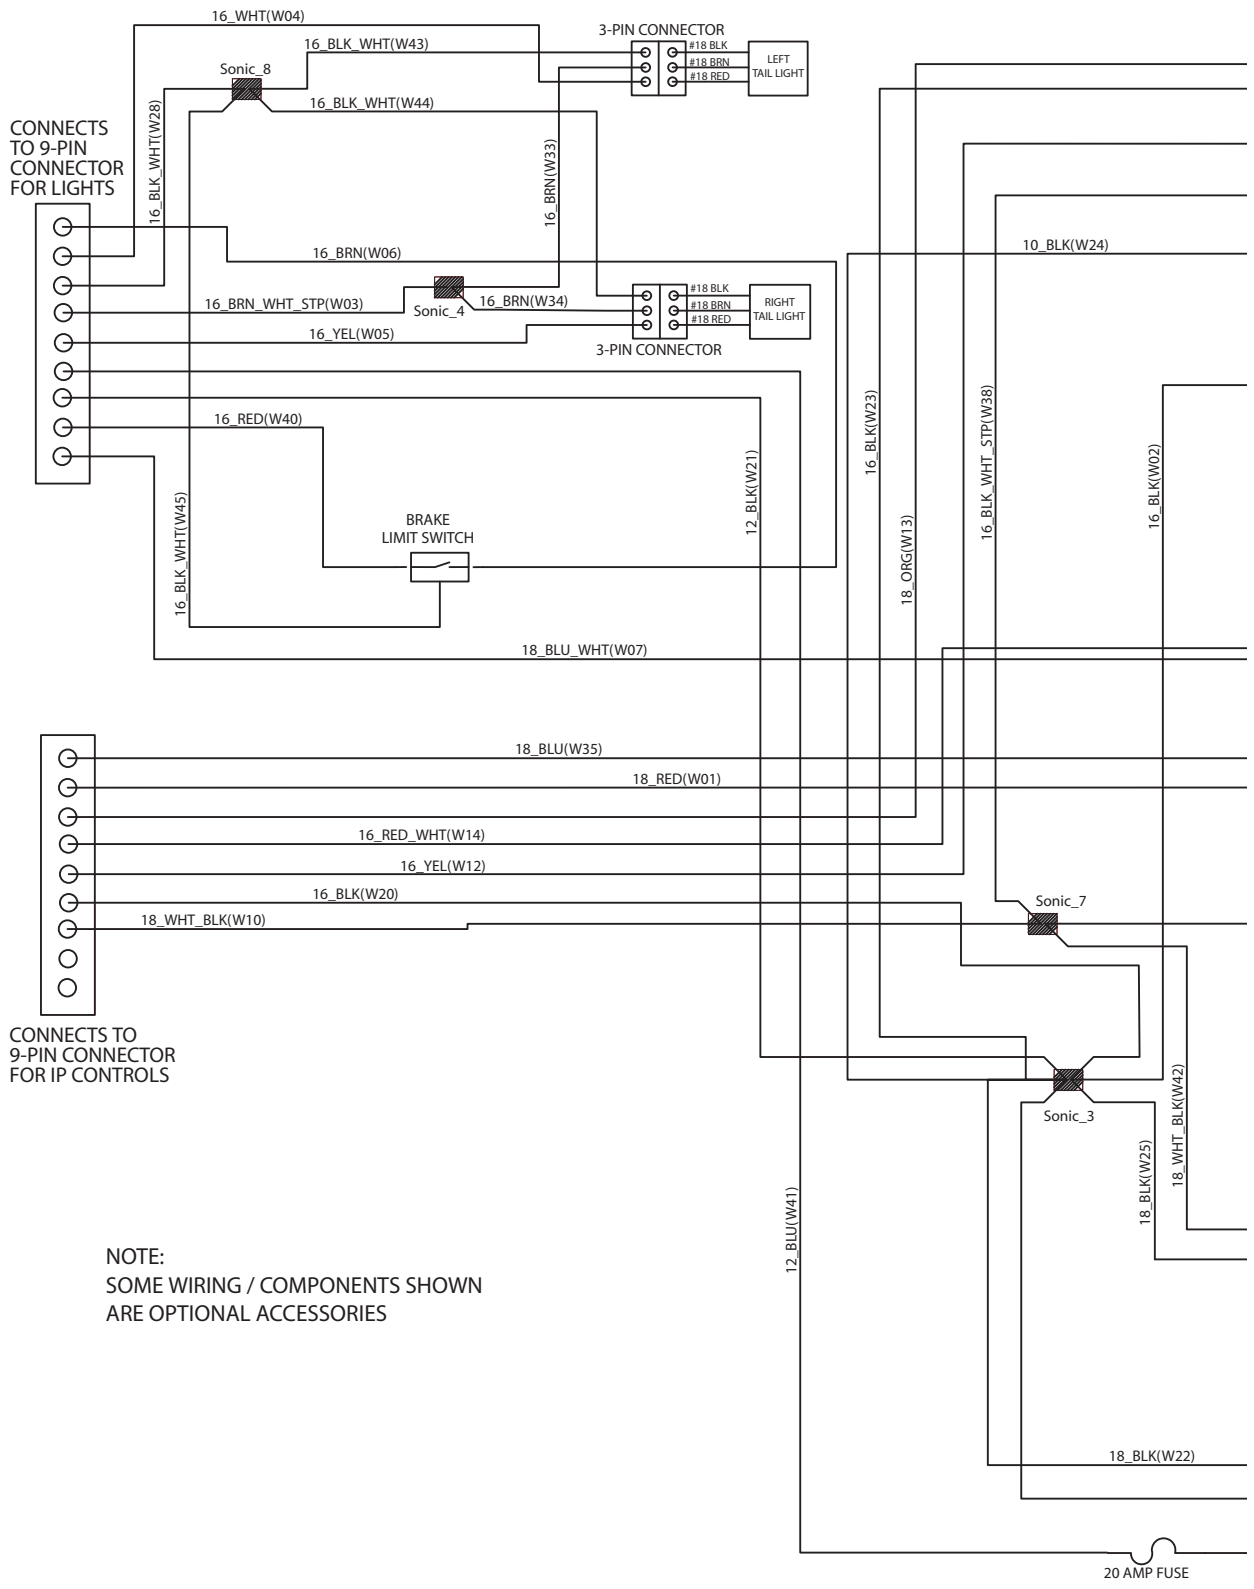 16_WHT(W04)
3-PIN CONNECTOR
16_BLK_WHT(W43)
#18 BLK
#18 BRN
#18 RED
LEFT
TAIL LIGHT
Sonic_8
16_BLK_WHT(W44)
16_BLK_WHT(W28)
CONNECTS
TO 9-PIN
CONNECTOR
FOR LIGHTS
16_BRN(W33)
10_BLK(W24)
16_BRN(W06)
16_BRN_WHT_STP(W03)
Sonic_4
16_BRN(W34)
#18 BLK
#18 BRN
#18 RED
RIGHT
TAIL LIGHT
16_YEL(W05)
3-PIN CONNECTOR
16_BLK(W23)
16_BLK_WHT_STP(W38)
16_RED(W40)
12_BLK(W21)
16_BLK(W02)
16_BLK_WHT(W45)
BRAKE
LIMIT SWITCH
18_ORG(W13)
18_BLU_WHT(W07)
18_BLU(W35)
18_RED(W01)
16_RED_WHT(W14)
16_YEL(W12)
16_BLK(W20)
18_WHT_BLK(W10)
Sonic_7
CONNECTS TO
9-PIN CONNECTOR
FOR IP CONTROLS
Sonic_3
18_WHT_BLK(W42)
18_BLK(W25)
12_BLU(W41)
NOTE:
SOME WIRING / COMPONENTS SHOWN
ARE OPTIONAL ACCESSORIES
18_BLK(W22)
20 AMP FUSE